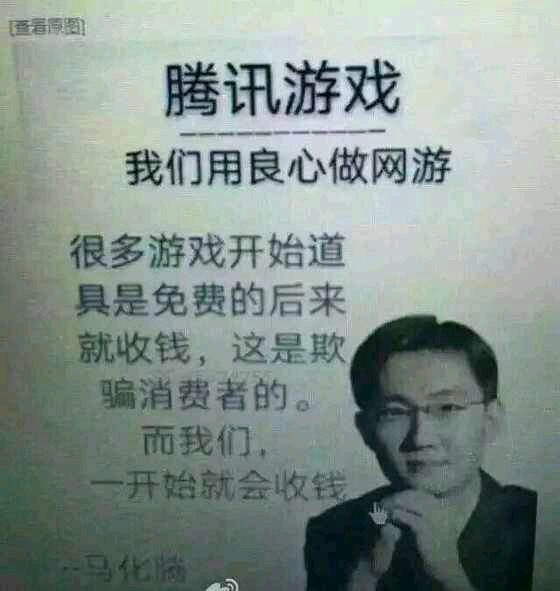 [查看原图]
腾讯游戏
我们用良心做网游
很多游戏开始道
具是免费的后来
就收钱，这是欺
骗消费者的。
而我们，
一开始就会收钱
--马化腾